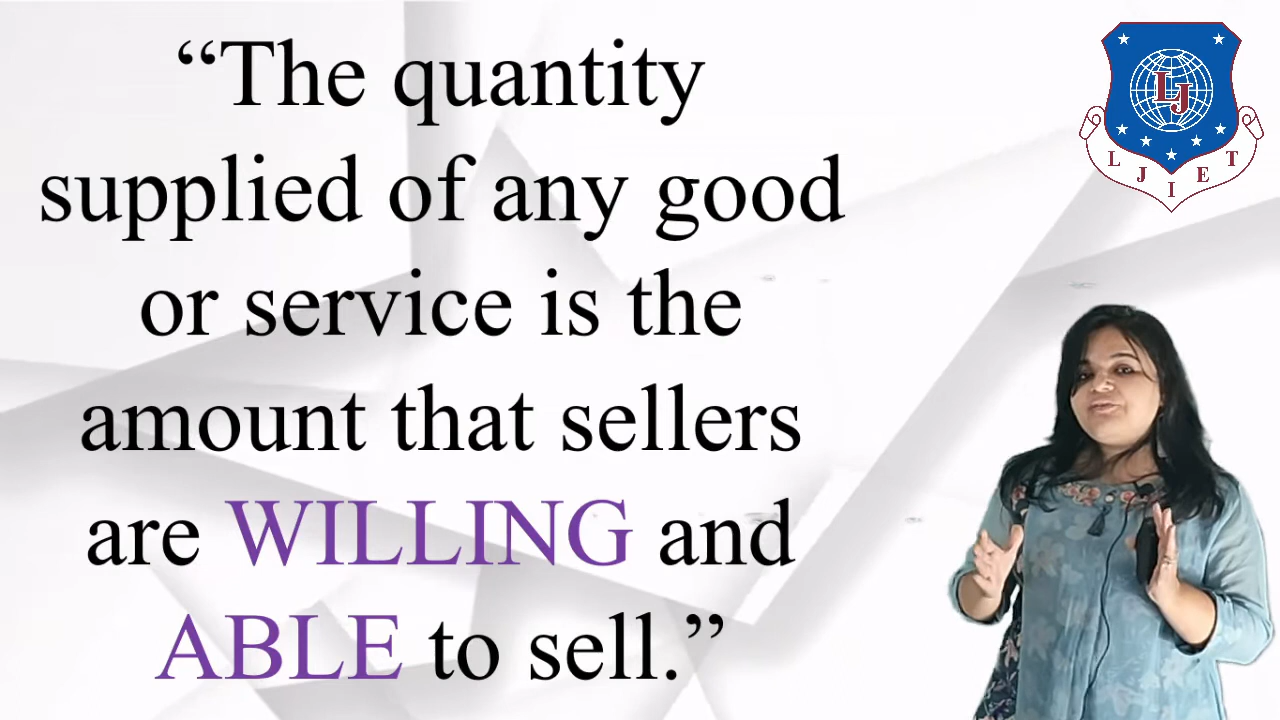 “The quantity
supplied of any good
or service is the
amount that sellers
are WILLING and
ABLE to sell.”
LJ
L J I E T